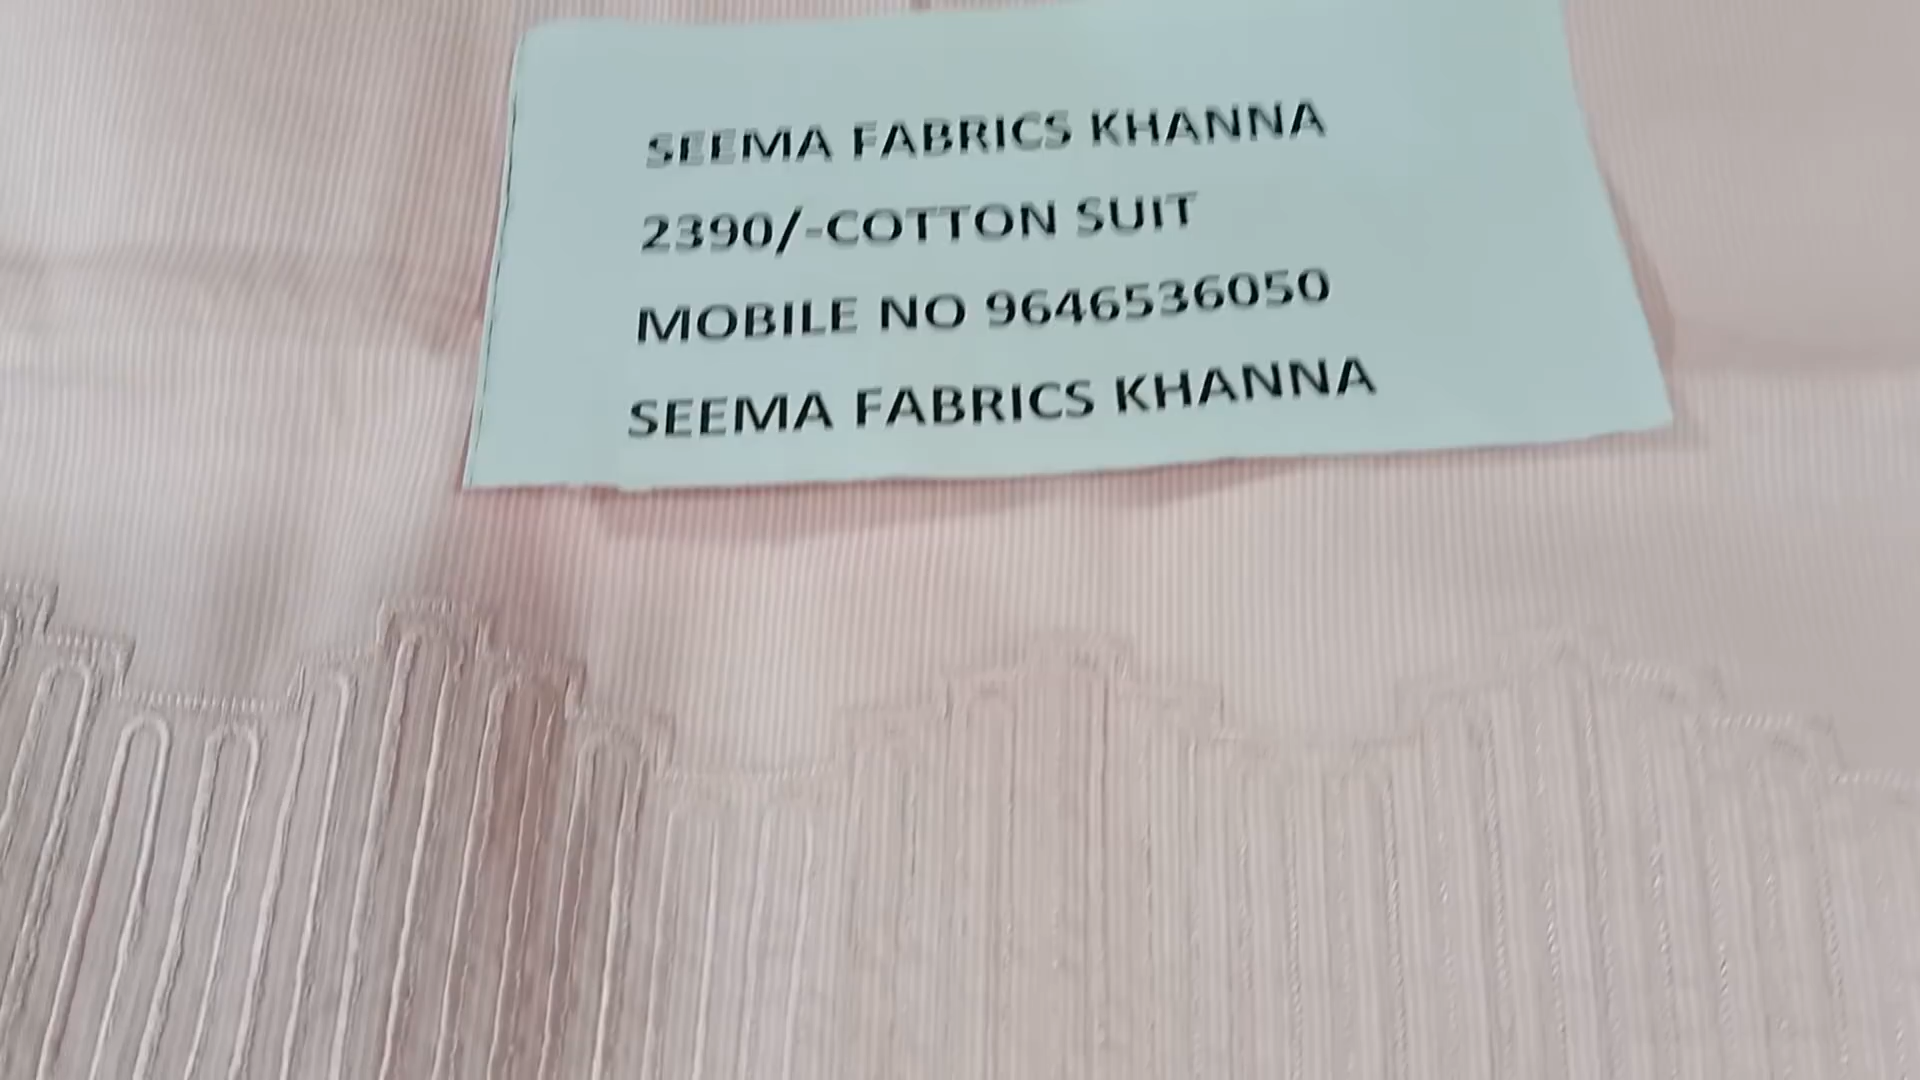 SEEMA FABRICS KHANNA
2390/-COTTON SUIT
MOBILE NO 9646536050
SEEMA FABRICS KHANNA